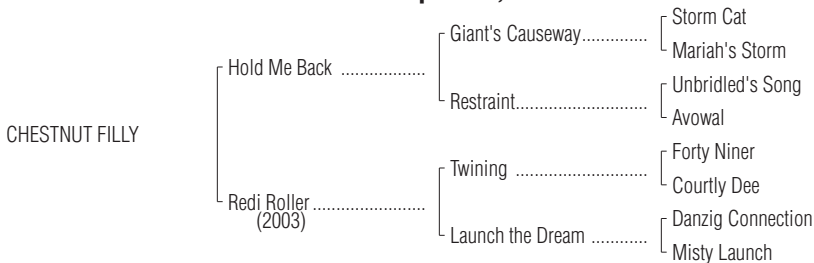 Storm Cat
Giant's Causeway.............
Mariah's Storm
Hold Me Back ..................
Unbridled's Song
Restraint..........................
Avowal
CHESTNUT FILLY
Forty Niner
Twining ..........................
Courtly Dee
Redi Roller ........................
(2003)
Danzig Connection
Launch the Dream ............
Misty Launch